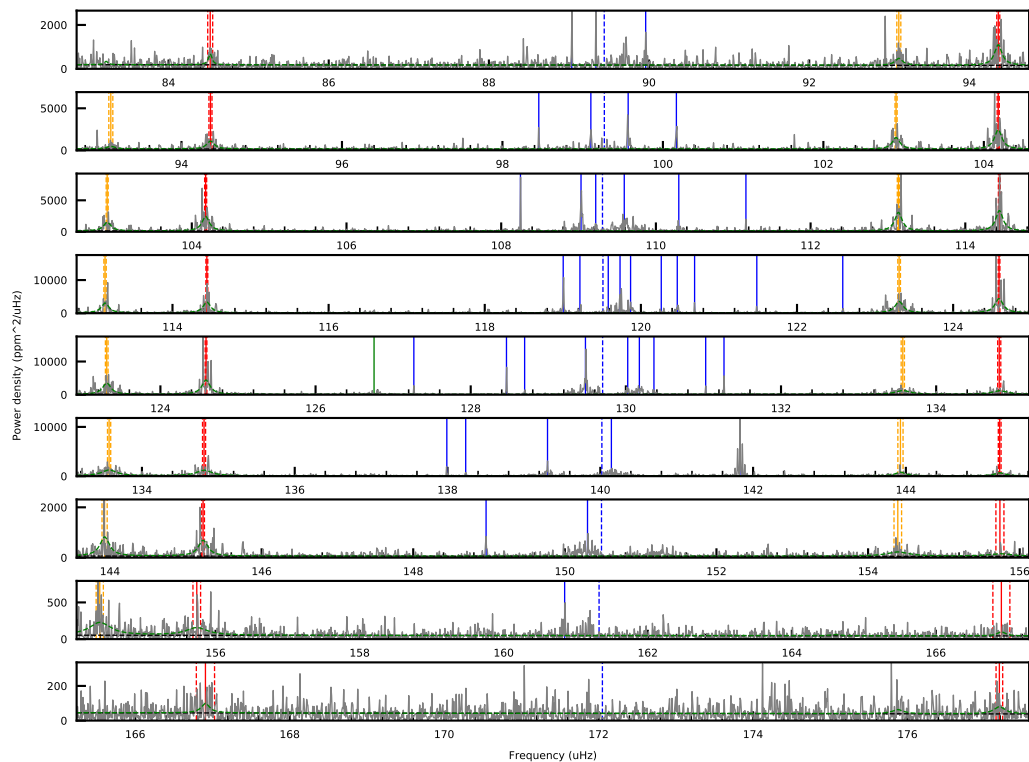 2000
0
84 86 88 90 92 94
5000
0
94 96 98 100 102 104
5000
0
104 106 108 110 112 114
10000
0
114 116 118 120 122 124
10000
0
124 126 128 130 132 134
Power density (ppm^2/uHz)
10000
0
134 136 138 140 142 144
2000
0
144 146 148 150 152 154 156
500
0
156 158 160 162 164 166
200
0
166 168 170 172 174 176
Frequency (uHz)